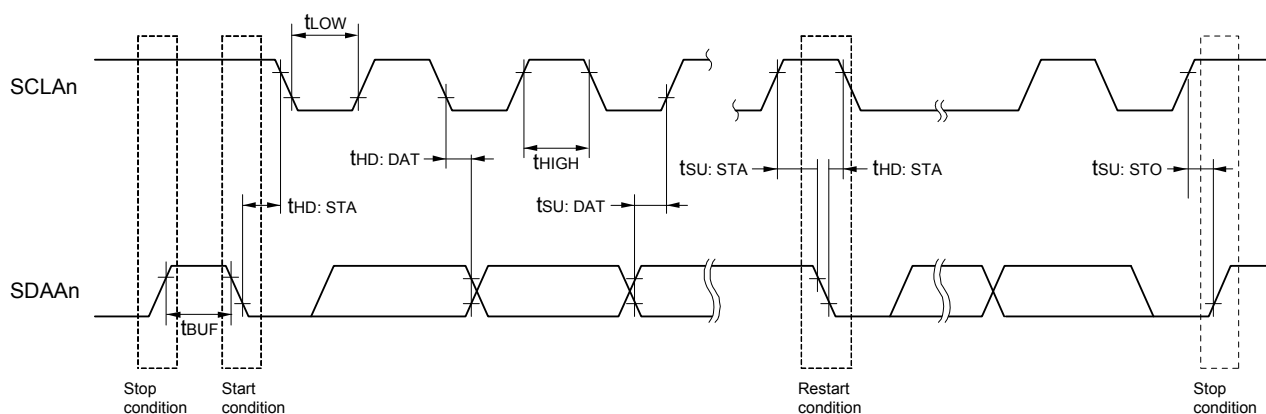 tLOW
SCLAn
tHD: DAT
tHIGH
tSU: STA
tHD: STA
tSU: STO
tHD: STA
tSU: DAT
SDAAn
tBUF
Stop
condition
Start
condition
Restart
condition
Stop
condition